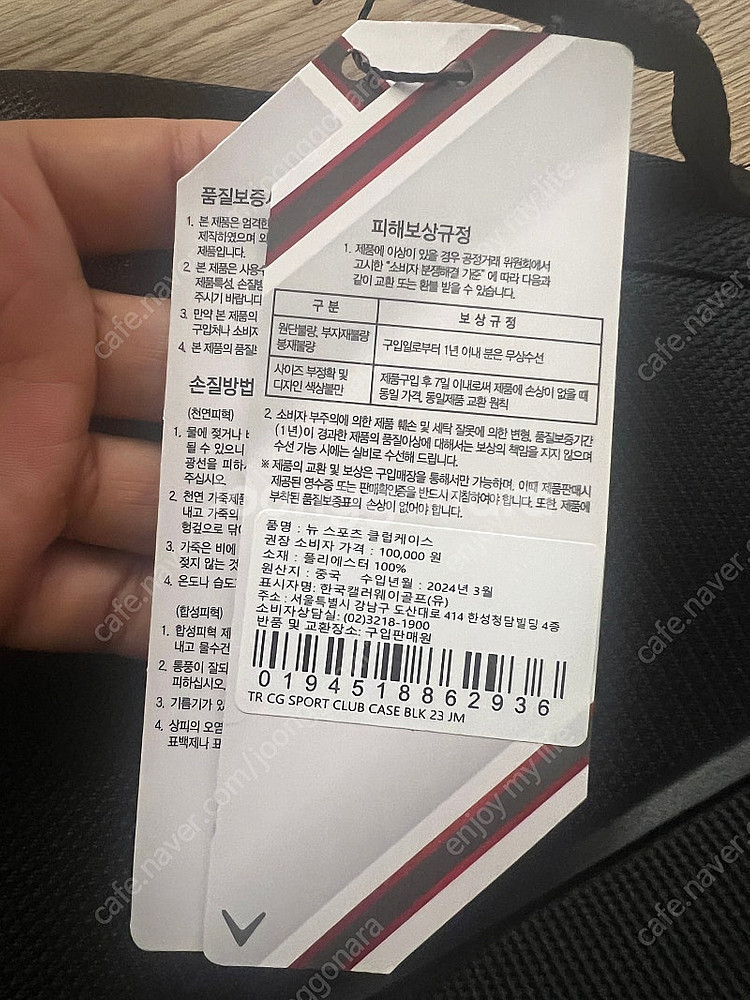 품질보증
1. 본 제품은 엄격한
제작하였으며 외
제품입니다.
2. 본 제품은 사용
제품특성, 손질방
주시기 바랍니다
3. 만약 본 제품의
구입처나 소비자
4. 본 제품의 품질
손질방법
(천연피혁)
1. 물에 젖거나
될 수 있으니
광선을 피하
주십시오.
2. 천연 가죽제품
내고 가죽의
헝겊으로 닦
3. 가죽은 비에
젖지 않는 것
4. 온도나 습도
(합성피혁)
1. 합성피혁 제
내고 물수건
2. 통풍이 잘되
피하십시오.
3. 기름기가 있
4. 상피의 오염
표백제나 표
피해보상규정
1. 제품에 이상이 있을 경우 공정거래 위원회에서
고시한 "소비자 분쟁해결 기준" 에 따라 다음과
같이 교환 또는 환불 받을 수 있습니다.
구 분 보 상 규 정
원단불량, 부자재불량
봉재불량
구입일로부터 1년 이내 분은 무상수선
사이즈 부정확 및
디자인 색상불만
제품구입 후 7일 이내로써 제품에 손상이 없을 때
동일 가격, 동일제품 교환 원칙
2. 소비자 부주의에 의한 제품 훼손 및 세탁 잘못에 의한 변형, 품질보증기간
(1년)이 경과한 제품의 품질이상에 대해서는 보상의 책임을 지지 않으며
수선 가능 시에는 실비로 수선해 드립니다.
※ 제품의 교환 및 보상은 구입매장을 통해서만 가능하며, 이때 제품판매시
제공된 영수증 또는 판매확인증을 반드시 지참하여야 합니다. 또한, 제품에
부착된 품질보증표의 손상이 없어야 합니다.
품명 : 뉴 스포츠 클럽케이스
권장 소비자 가격 : 100,000 원
소재 : 폴리에스터 100%
원산지 : 중국 수입년월 : 2024년 3월
표시자명: 한국캘러웨이골프(유)
주소 : 서울특별시 강남구 도산대로 414 한성청담빌딩 4층
소비자상담실: (02)3218-1900
반품 및 교환장소: 구입판매원
0194518862936
TR CG SPORT CLUB CASE BLK 23 JM
cafe.naver.com/joonggonara
enjoy my life